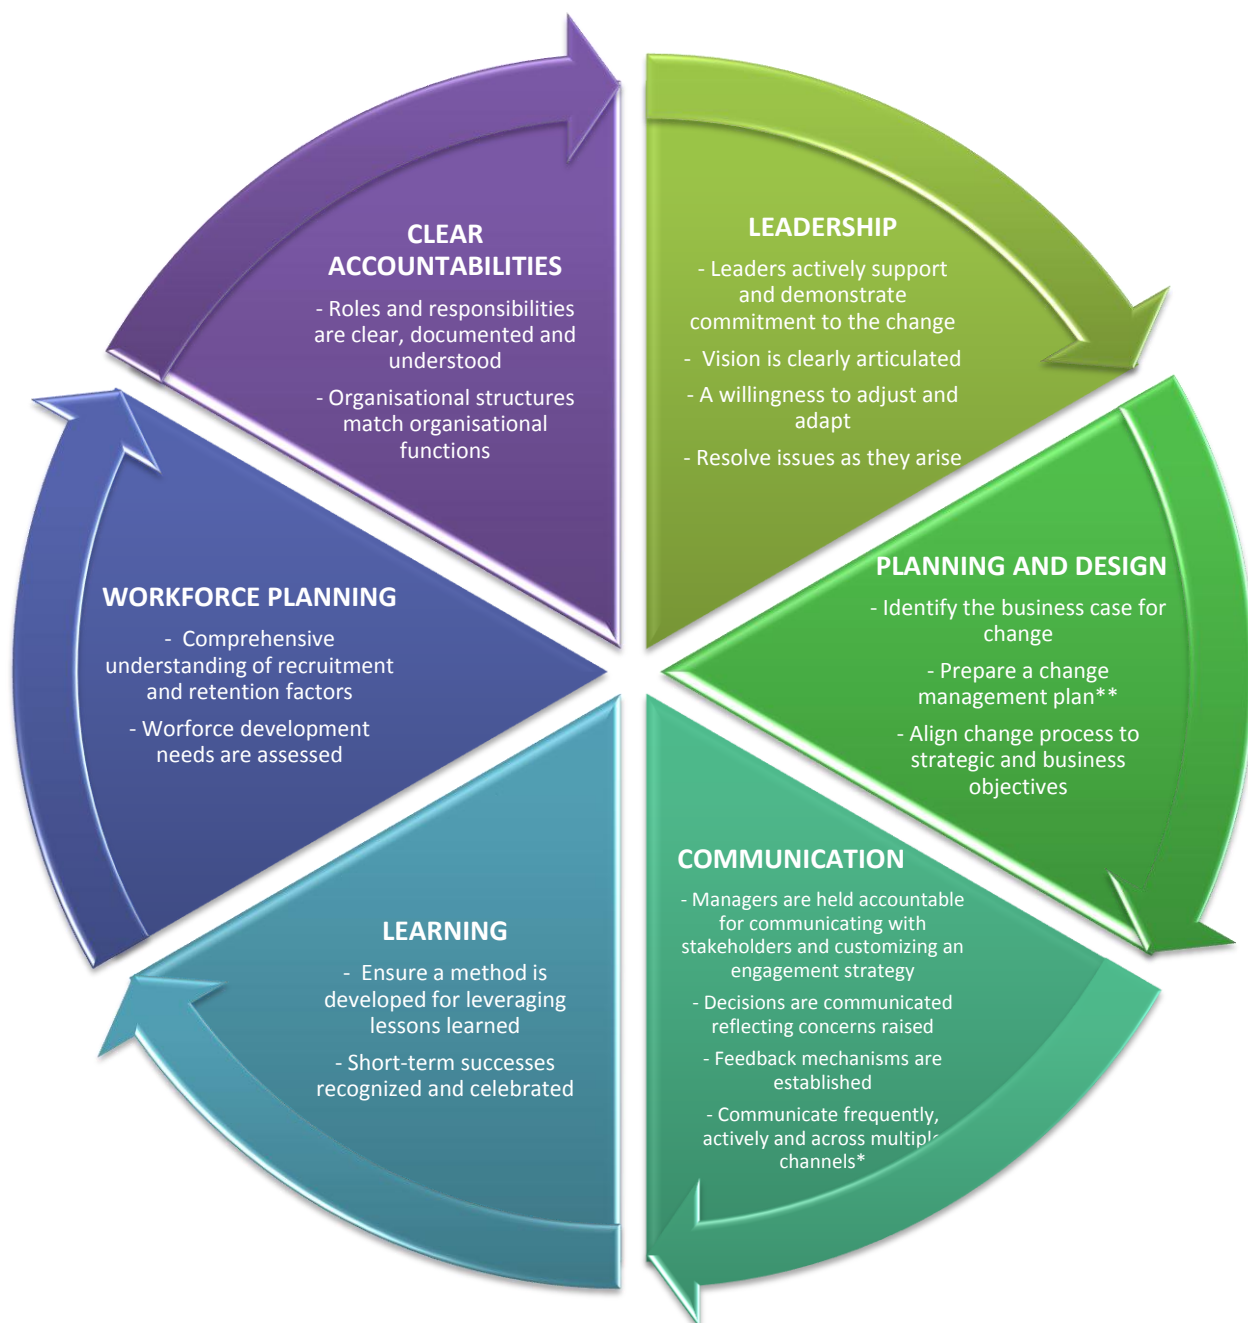 CLEAR
ACCOUNTABILITIES
- Roles and responsibilities
are clear, documented and
understood
- Organisational structures
match organisational
functions
LEADERSHIP
- Leaders actively support
and demonstrate
commitment to the change
- Vision is clearly articulated
- A willingness to adjust and
adapt
- Resolve issues as they arise
PLANNING AND DESIGN
- Identify the business case for
change
- Prepare a change
management plan**
- Align change process to
strategic and business
objectives
COMMUNICATION
- Managers are held accountable
for communicating with
stakeholders and customizing an
engagement strategy
- Decisions are communicated
reflecting concerns raised
- Feedback mechanisms are
established
- Communicate frequently,
actively and across multiple
channels*
LEARNING
- Ensure a method is
developed for leveraging
lessons learned
- Short-term successes
recognized and celebrated
WORKFORCE PLANNING
- Comprehensive
understanding of recruitment
and retention factors
- Worforce development
needs are assessed